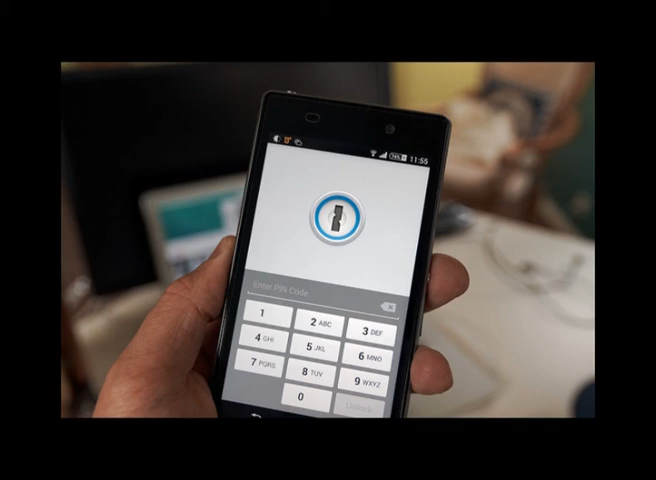 11:55
Enter PIN Code
1
2 ABC
3 DEF
4 GHI
5 JKL
6 MNO
7 PQRS
8 TUV
9 WXYZ
0
Unlock